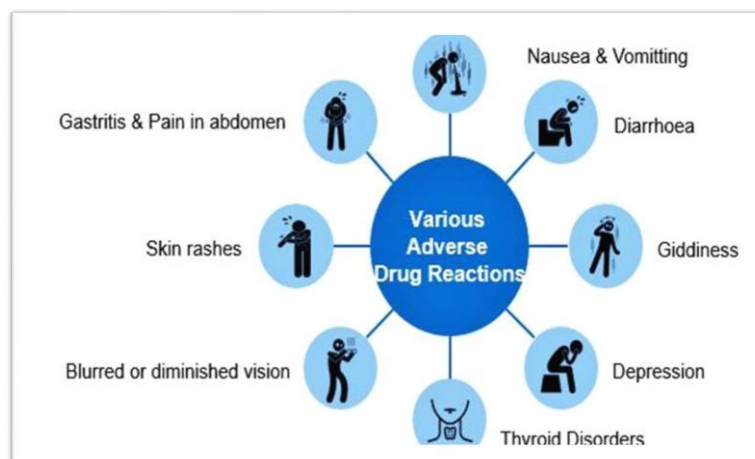 Nausea & Vomitting
Gastritis & Pain in abdomen
Diarrhoea
Various
Adverse
Drug Reactions
Skin rashes
Giddiness
Blurred or diminished vision
Depression
Thyroid Disorders